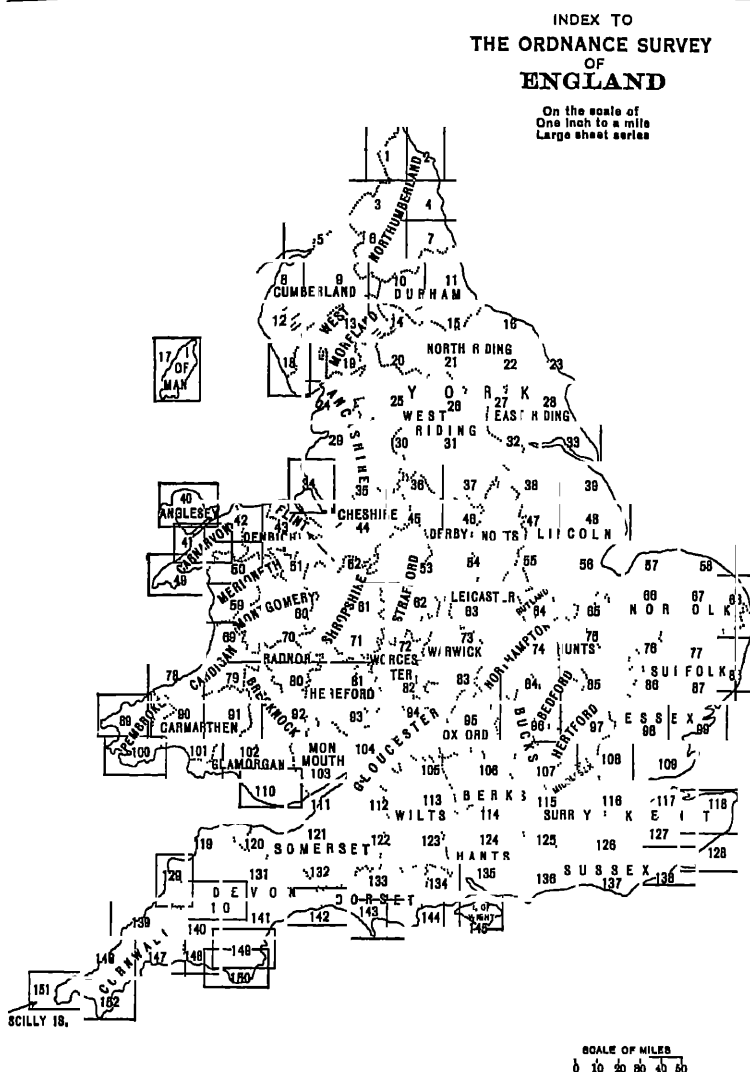 INDEX TO
THE ORDNANCE SURVEY
OF
ENGLAND
On the scale of
One inch to a mile
Large sheet series
1 2
NORTHUMBERLAND
3 4
5 6 7
8 9 10 11
CUMBERLAND DURHAM
12 13 14 15 16
WEST
MORELAND
17 I OF MAN
18 19 20 21 22 23
NORTH RIDING
YORK
24 25 26 27 28
WEST
RIDING
EAST RIDING
29 30 31 32 33
34 35 36 37 38 39
40 ANGLESEY
42 43 44 45 46 47 48
FLINT CHESHIRE
DERBY NOTTS LINCOLN
CARNARVON
49 50 51 52 53 54 55 56 57 58
MERIONETH
SHROPSHIRE
59 60 61 62 63 64 65 66 67
MONTGOMERY
LEICASTER
RUTLAND
NORFOLK
69 70 71 72 73 74 75 76 77
CARDIGAN
RADNOR
WORCES
TER
WARWICK
NORTHAMPTON
HUNTS
SUFFOLK
78 79 80 81 82 83 84 85 86 87
BRECKNOCK
HEREFORD
BEDFORD
89 90 91 92 93 94 95 96 97 98 99
PEMBROKE
CARMARTHEN
GLOUCESTER
OXFORD
BUCKS
HERTFORD
ESSEX
100 101 102 103 104 105 106 107 108 109
GLAMORGAN
MON
MOUTH
110 111 112 113 114 115 116 117 118
WILTS BERKS
SURRY KENT
19 120 121 122 123 124 125 126 127 128
SOMERSET
HANTS
SUSSEX
129 131 132 133 134 135 136 137 138
DEVON
DORSET
139 140 141 142 143 144 145
I OF
WIGHT
CORNWALL
146 147 148 149
150
151 152
SCILLY IS.
SCALE OF MILES
0 10 20 30 40 50